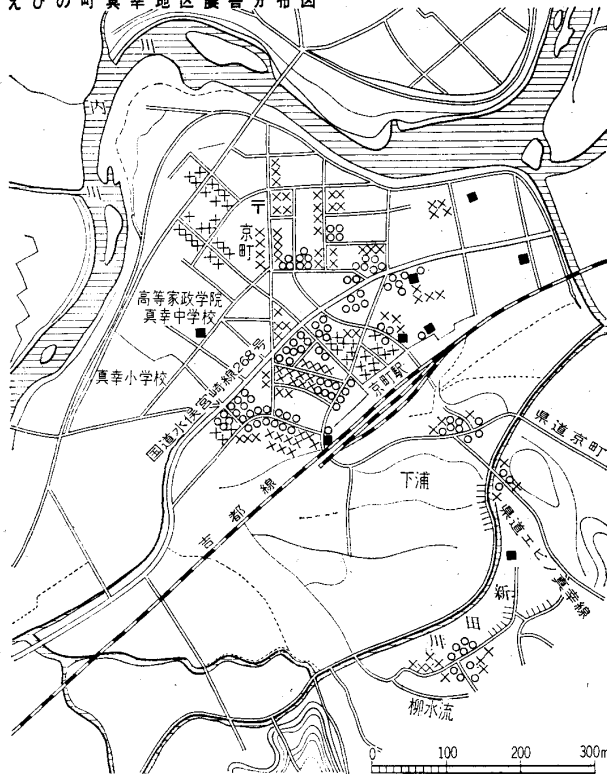 えびの町真幸地区被害分布図
川
内
〒
京町
高等家政学院
真幸中学校
真幸小学校
国道水俣宮崎線268号
京町駅
吉都線
下浦
県道京町
県道エビノ真幸線
新
田
川
柳水流
0 100 200 300m